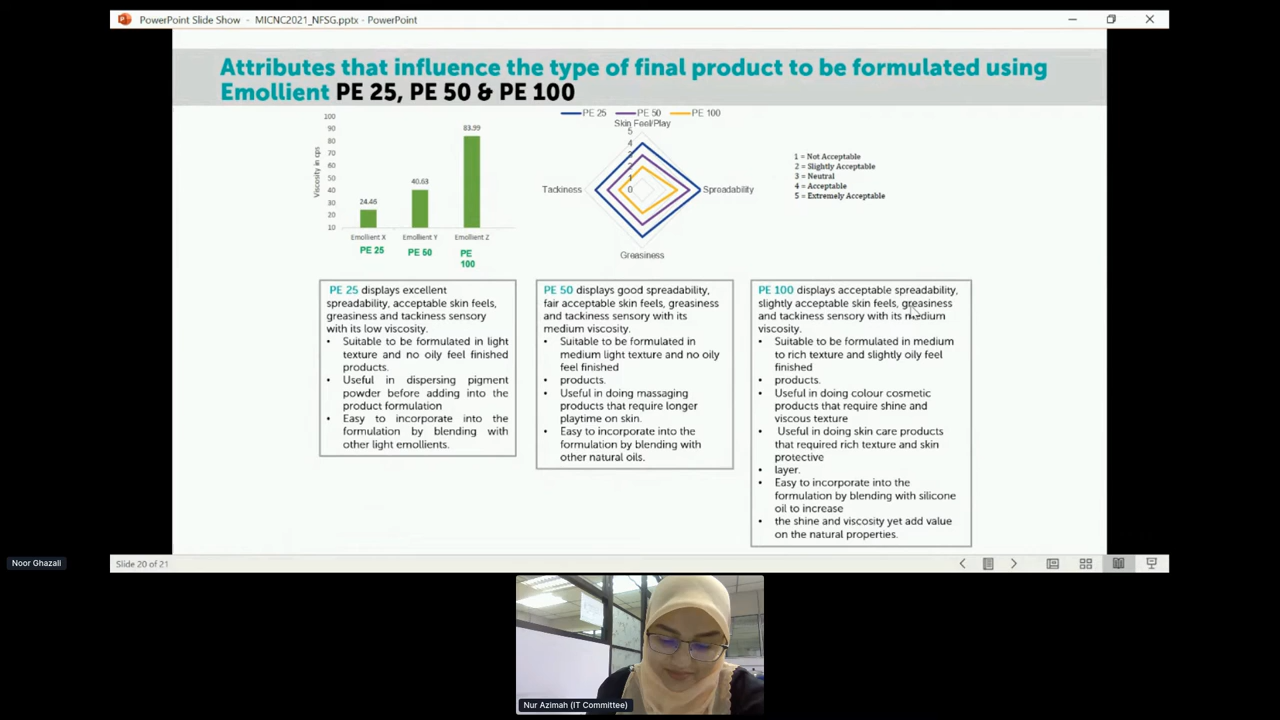 PowerPoint Slide Show - MICNC2021_NFSG.pptx - PowerPoint
Attributes that influence the type of final product to be formulated using
Emollient PE 25, PE 50 & PE 100
Viscosity in cps
100
90
80
70
60
50
40
30
20
10
24.46
40.63
83.99
Emollient X
Emollient Y
Emollient Z
PE 25
PE 50
PE
100
PE 25 PE 50 PE 100
Skin Feel/Play
5
4
1
0
Tackiness
Spreadability
Greasiness
1 = Not Acceptable
2 = Slightly Acceptable
3 = Neutral
4 = Acceptable
5 = Extremely Acceptable
PE 25 displays excellent
spreadability, acceptable skin feels,
greasiness and tackiness sensory
with its low viscosity.
• Suitable to be formulated in light
texture and no oily feel finished
products.
• Useful in dispersing pigment
powder before adding into the
product formulation
• Easy to incorporate into the
formulation by blending with
other light emollients.
PE 50 displays good spreadability,
fair acceptable skin feels, greasiness
and tackiness sensory with its
medium viscosity.
• Suitable to be formulated in
medium light texture and no oily
feel finished
• products.
• Useful in doing massaging
products that require longer
playtime on skin.
• Easy to incorporate into the
formulation by blending with
other natural oils.
PE 100 displays acceptable spreadability,
slightly acceptable skin feels, greasiness
and tackiness sensory with its medium
viscosity.
• Suitable to be formulated in medium
to rich texture and slightly oily feel
finished
• products.
• Useful in doing colour cosmetic
products that require shine and
viscous texture
• Useful in doing skin care products
that required rich texture and skin
protective
• layer.
• Easy to incorporate into the
formulation by blending with silicone
oil to increase
• the shine and viscosity yet add value
on the natural properties.
Noor Ghazali
Slide 20 of 21
Nur Azimah (IT Committee)